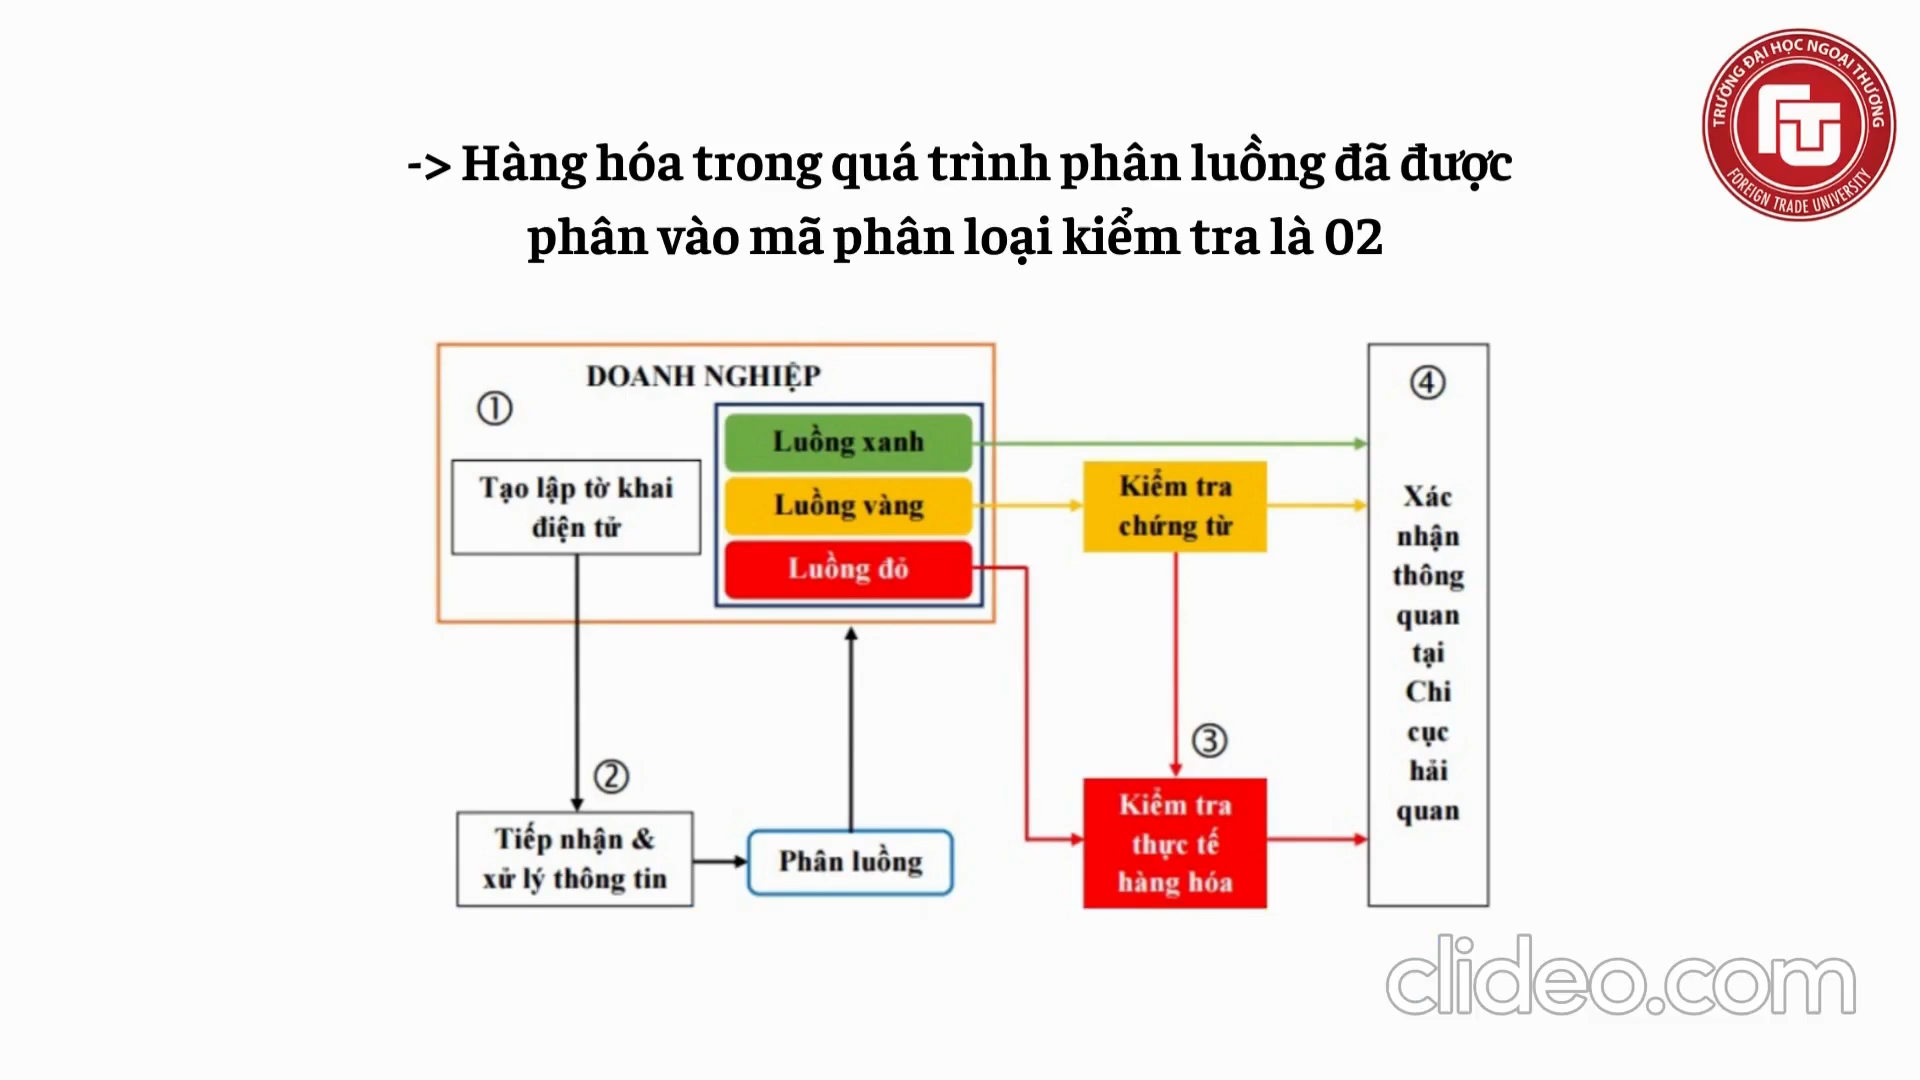 TRƯỜNG ĐẠI HỌC NGOẠI THƯƠNG
FOREIGN TRADE UNIVERSITY
-> Hàng hóa trong quá trình phân luồng đã được
phân vào mã phân loại kiểm tra là 02
DOANH NGHIỆP
①
Luồng xanh
Luồng vàng
Luồng đỏ
Tạo lập tờ khai
điện tử
②
Tiếp nhận &
xử lý thông tin
Phân luồng
Kiểm tra
chứng từ
③
Kiểm tra
thực tế
hàng hóa
④
Xác
nhận
thông
quan
tại
Chi
cục
hải
quan
clideo.com